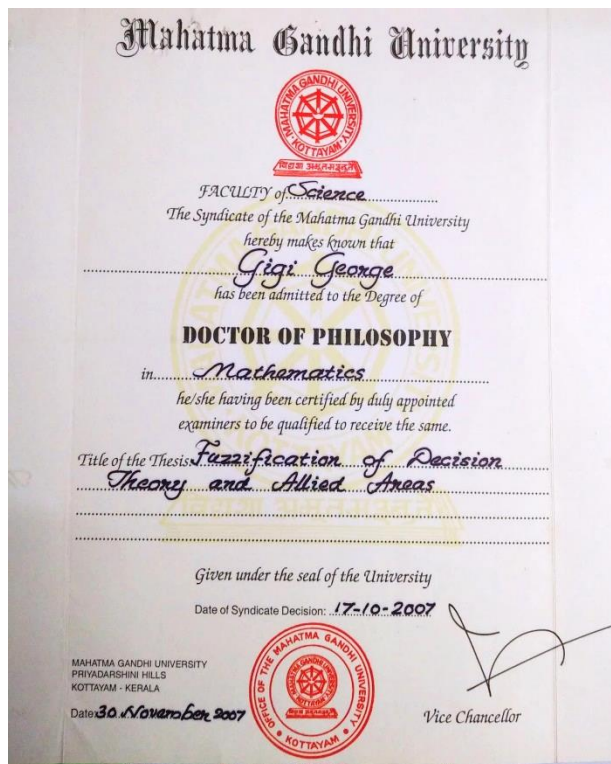 Mahatma Gandhi University
MAHATMA GANDHI UNIVERSITY
KOTTAYAM
FACULTY of Science
The Syndicate of the Mahatma Gandhi University
hereby makes known that
Gigi George
has been admitted to the Degree of
DOCTOR OF PHILOSOPHY
in Mathematics
he/she having been certified by duly appointed
examiners to be qualified to receive the same.
Title of the Thesis: Fuzzification of Decision
Theory and Allied Areas
Given under the seal of the University
Date of Syndicate Decision: 17-10-2007
MAHATMA GANDHI UNIVERSITY
PRIYADARSHINI HILLS
KOTTAYAM - KERALA
Date: 30 November 2007
OFFICE OF THE MAHATMA GANDHI UNIVERSITY
KOTTAYAM
Vice Chancellor